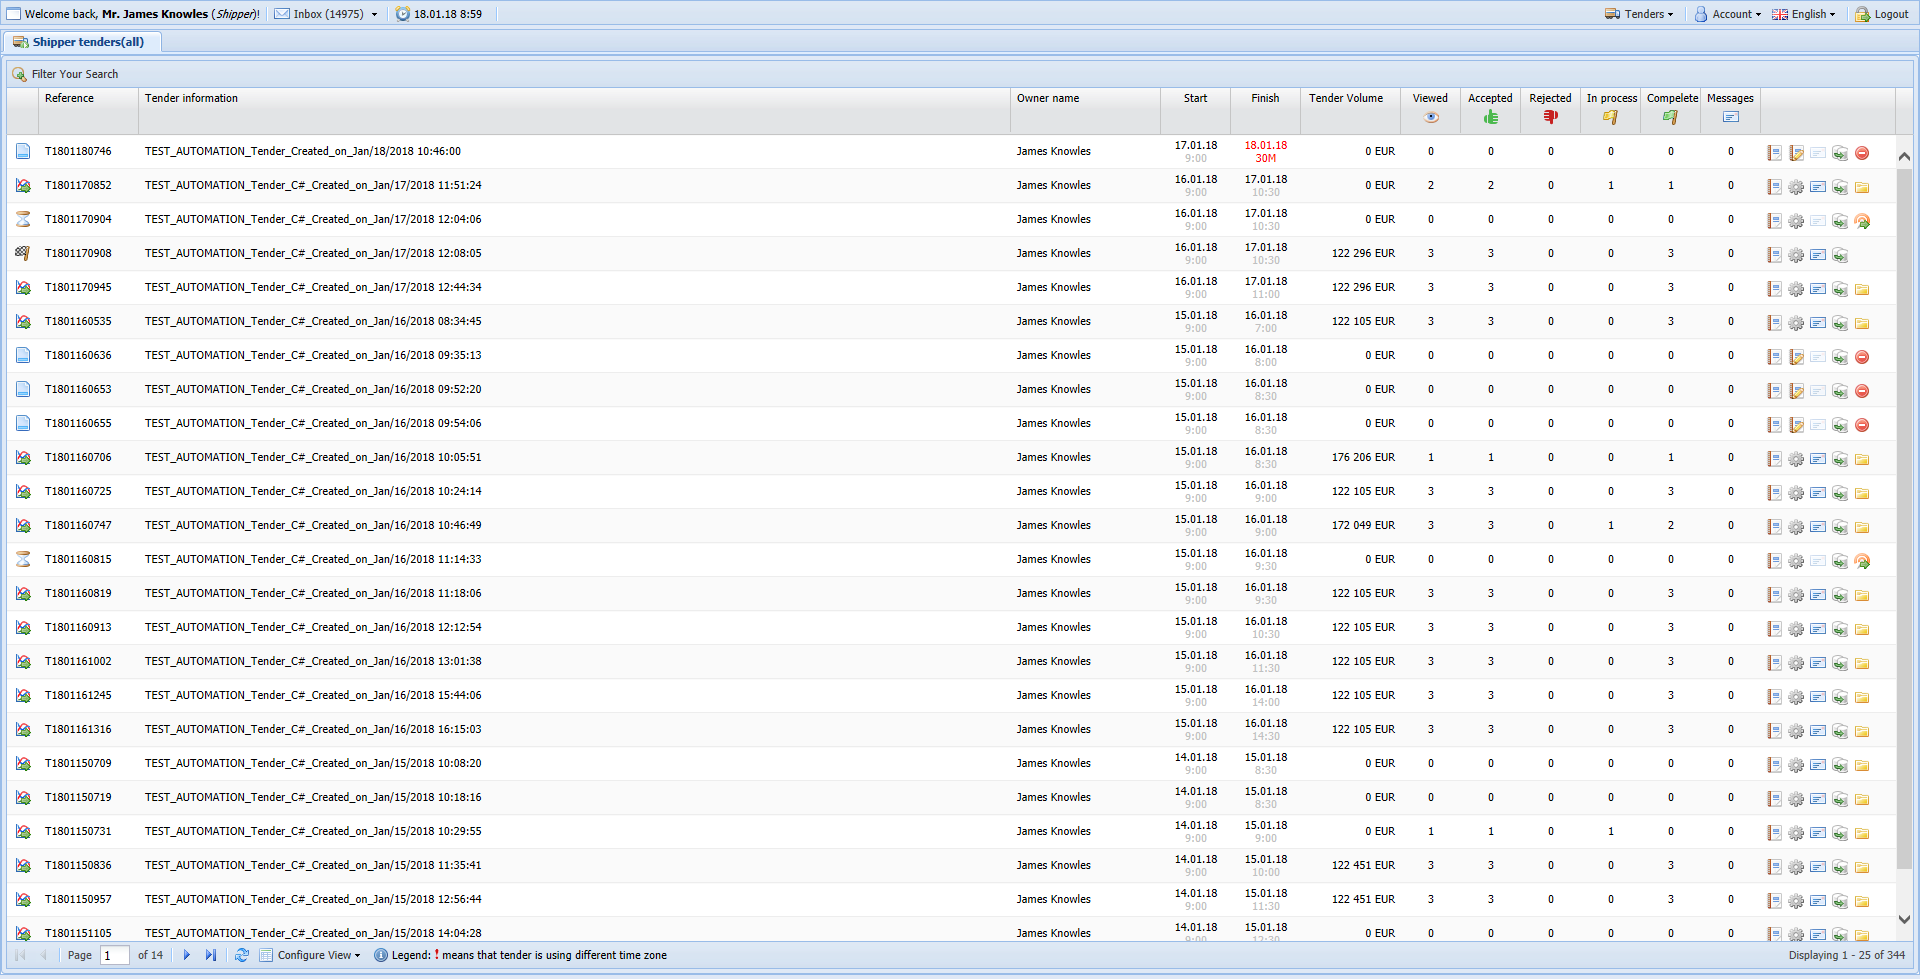 Welcome back, Mr. James Knowles (Shipper)! Inbox (14975) 18.01.18 8:59 Tenders Account English Logout
Shipper tenders(all)
Filter Your Search
Reference Tender information Owner name Start Finish Tender Volume Viewed Accepted Rejected In process Compelete Messages
T1801180746 TEST_AUTOMATION_Tender_Created_on_Jan/18/2018 10:46:00 James Knowles 17.01.18 18.01.18 0 EUR 0 0 0 0 0 0
9:00 30M
T1801170852 TEST_AUTOMATION_Tender_C#_Created_on_Jan/17/2018 11:51:24 James Knowles 16.01.18 17.01.18 0 EUR 2 2 0 1 1 0
9:00 10:30
T1801170904 TEST_AUTOMATION_Tender_C#_Created_on_Jan/17/2018 12:04:06 James Knowles 16.01.18 17.01.18 0 EUR 0 0 0 0 0 0
9:00 10:30
T1801170908 TEST_AUTOMATION_Tender_C#_Created_on_Jan/17/2018 12:08:05 James Knowles 16.01.18 17.01.18 122 296 EUR 3 3 0 0 3 0
9:00 10:30
T1801170945 TEST_AUTOMATION_Tender_C#_Created_on_Jan/17/2018 12:44:34 James Knowles 16.01.18 17.01.18 122 296 EUR 3 3 0 0 3 0
9:00 11:00
T1801160535 TEST_AUTOMATION_Tender_C#_Created_on_Jan/16/2018 08:34:45 James Knowles 15.01.18 16.01.18 122 105 EUR 3 3 0 0 3 0
9:00 7:00
T1801160636 TEST_AUTOMATION_Tender_C#_Created_on_Jan/16/2018 09:35:13 James Knowles 15.01.18 16.01.18 0 EUR 0 0 0 0 0 0
9:00 8:00
T1801160653 TEST_AUTOMATION_Tender_C#_Created_on_Jan/16/2018 09:52:20 James Knowles 15.01.18 16.01.18 0 EUR 0 0 0 0 0 0
9:00 8:30
T1801160655 TEST_AUTOMATION_Tender_C#_Created_on_Jan/16/2018 09:54:06 James Knowles 15.01.18 16.01.18 0 EUR 0 0 0 0 0 0
9:00 8:30
T1801160706 TEST_AUTOMATION_Tender_C#_Created_on_Jan/16/2018 10:05:51 James Knowles 15.01.18 16.01.18 176 206 EUR 1 1 0 0 1 0
9:00 8:30
T1801160725 TEST_AUTOMATION_Tender_C#_Created_on_Jan/16/2018 10:24:14 James Knowles 15.01.18 16.01.18 122 105 EUR 3 3 0 0 3 0
9:00 9:00
T1801160747 TEST_AUTOMATION_Tender_C#_Created_on_Jan/16/2018 10:46:49 James Knowles 15.01.18 16.01.18 172 049 EUR 3 3 0 1 2 0
9:00 9:00
T1801160815 TEST_AUTOMATION_Tender_C#_Created_on_Jan/16/2018 11:14:33 James Knowles 15.01.18 16.01.18 0 EUR 0 0 0 0 0 0
9:00 9:30
T1801160819 TEST_AUTOMATION_Tender_C#_Created_on_Jan/16/2018 11:18:06 James Knowles 15.01.18 16.01.18 122 105 EUR 3 3 0 0 3 0
9:00 9:30
T1801160913 TEST_AUTOMATION_Tender_C#_Created_on_Jan/16/2018 12:12:54 James Knowles 15.01.18 16.01.18 122 105 EUR 3 3 0 0 3 0
9:00 10:30
T1801161002 TEST_AUTOMATION_Tender_C#_Created_on_Jan/16/2018 13:01:38 James Knowles 15.01.18 16.01.18 122 105 EUR 3 3 0 0 3 0
9:00 11:30
T1801161245 TEST_AUTOMATION_Tender_C#_Created_on_Jan/16/2018 15:44:06 James Knowles 15.01.18 16.01.18 122 105 EUR 3 3 0 0 3 0
9:00 14:00
T1801161316 TEST_AUTOMATION_Tender_C#_Created_on_Jan/16/2018 16:15:03 James Knowles 15.01.18 16.01.18 122 105 EUR 3 3 0 0 3 0
9:00 14:30
T1801150709 TEST_AUTOMATION_Tender_C#_Created_on_Jan/15/2018 10:08:20 James Knowles 14.01.18 15.01.18 0 EUR 0 0 0 0 0 0
9:00 8:30
T1801150719 TEST_AUTOMATION_Tender_C#_Created_on_Jan/15/2018 10:18:16 James Knowles 14.01.18 15.01.18 0 EUR 0 0 0 0 0 0
9:00 8:30
T1801150731 TEST_AUTOMATION_Tender_C#_Created_on_Jan/15/2018 10:29:55 James Knowles 14.01.18 15.01.18 0 EUR 1 1 0 1 0 0
9:00 9:00
T1801150836 TEST_AUTOMATION_Tender_C#_Created_on_Jan/15/2018 11:35:41 James Knowles 14.01.18 15.01.18 122 451 EUR 3 3 0 0 3 0
9:00 10:00
T1801150957 TEST_AUTOMATION_Tender_C#_Created_on_Jan/15/2018 12:56:44 James Knowles 14.01.18 15.01.18 122 451 EUR 3 3 0 0 3 0
9:00 11:30
T1801151105 TEST_AUTOMATION_Tender_C#_Created_on_Jan/15/2018 14:04:28 James Knowles 14.01.18 15.01.18 0 EUR 0 0 0 0 0 0
9:00 12:30
Page 1 of 14 Configure View Legend: ! means that tender is using different time zone Displaying 1 - 25 of 344